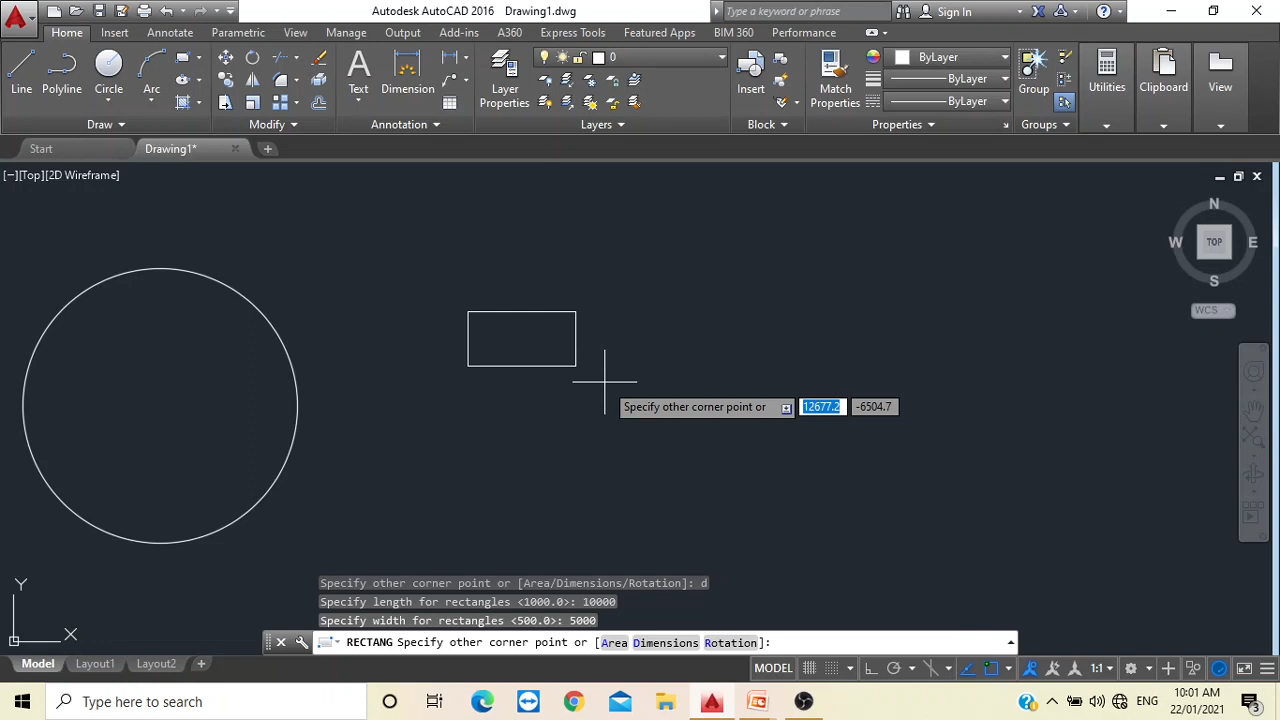 Autodesk AutoCAD 2016 Drawing1.dwg
Type a keyword or phrase
Sign In
Home Insert Annotate Parametric View Manage Output Add-ins A360 Express Tools Featured Apps BIM 360 Performance
Line Polyline Circle Arc
Text Dimension
Layer Properties
0
Insert
Match Properties
ByLayer
ByLayer
ByLayer
Group
Utilities
Clipboard
View
Draw Modify Annotation Layers Block Properties Groups
Start Drawing1*
[−][Top][2D Wireframe]
N
W TOP E
S
WCS
Specify other corner point or 12677.2 -6504.7
Y
X
Specify other corner point or [Area/Dimensions/Rotation]: d
Specify length for rectangles <1000.0>: 10000
Specify width for rectangles <500.0>: 5000
RECTANG Specify other corner point or [Area Dimensions Rotation]:
Model Layout1 Layout2 +
MODEL 1:1
Type here to search
ENG
10:01 AM
22/01/2021
3